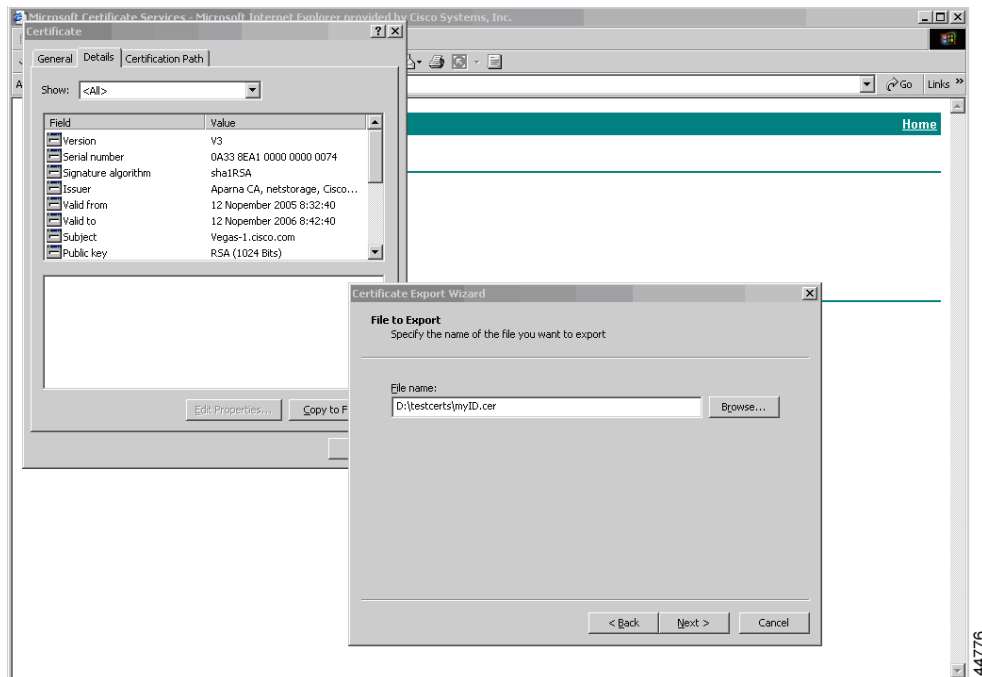 Microsoft Certificate Services - Microsoft Internet Explorer provided by Cisco Systems, Inc.
Certificate
General Details Certification Path
Go Links »
Show: <All>
Home
Field Value
Version V3
Serial number 0A33 8EA1 0000 0000 0074
Signature algorithm sha1RSA
Issuer Aparna CA, netstorage, Cisco...
Valid from 12 Nopember 2005 8:32:40
Valid to 12 Nopember 2006 8:42:40
Subject Vegas-1.cisco.com
Public key RSA (1024 Bits)
Edit Properties... Copy to F
Certificate Export Wizard
File to Export
Specify the name of the file you want to export
File name:
D:\testcerts\myID.cer Browse...
< Back Next > Cancel
44776